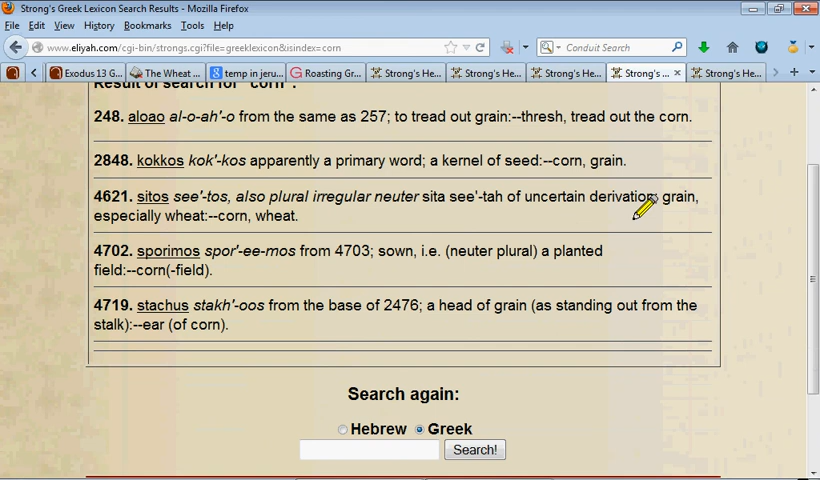 Strong's Greek Lexicon Search Results - Mozilla Firefox
File Edit View History Bookmarks Tools Help
www.eliyah.com/cgi-bin/strongs.cgi?file=greeklexicon&isindex=corn
Conduit Search
Exodus 13 G...
The Wheat ...
temp in jeru...
Roasting Gr...
Strong's He...
Strong's He...
Strong's He...
Strong's ...
Strong's He...
Result of search for "corn":
248. aloao al-o-ah'-o from the same as 257; to tread out grain:--thresh, tread out the corn.
2848. kokkos kok'-kos apparently a primary word; a kernel of seed:--corn, grain.
4621. sitos see'-tos, also plural irregular neuter sita see'-tah of uncertain derivation; grain,
especially wheat:--corn, wheat.
4702. sporimos spor'-ee-mos from 4703; sown, i.e. (neuter plural) a planted
field:--corn(-field).
4719. stachus stakh'-oos from the base of 2476; a head of grain (as standing out from the
stalk):--ear (of corn).
Search again:
Hebrew Greek
Search!